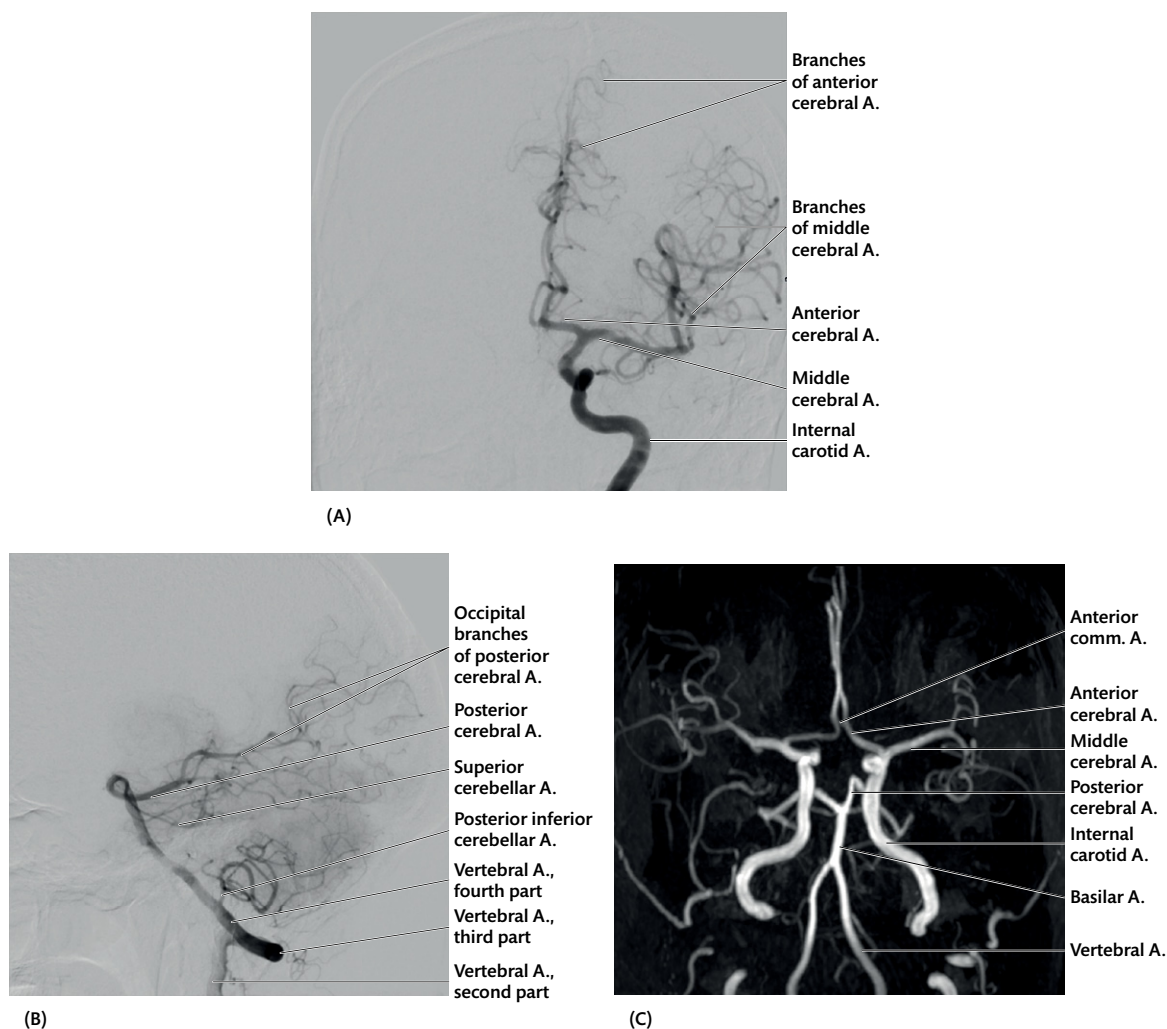 Branches
of anterior
cerebral A.
Branches
of middle
cerebral A.
Anterior
cerebral A.
Middle
cerebral A.
Internal
carotid A.
(A)
Occipital
branches
of posterior
cerebral A.
Posterior
cerebral A.
Superior
cerebellar A.
Posterior inferior
cerebellar A.
Vertebral A.,
fourth part
Vertebral A.,
third part
Vertebral A.,
second part
(B)
Anterior
comm. A.
Anterior
cerebral A.
Middle
cerebral A.
Posterior
cerebral A.
Internal
carotid A.
Basilar A.
Vertebral A.
(C)